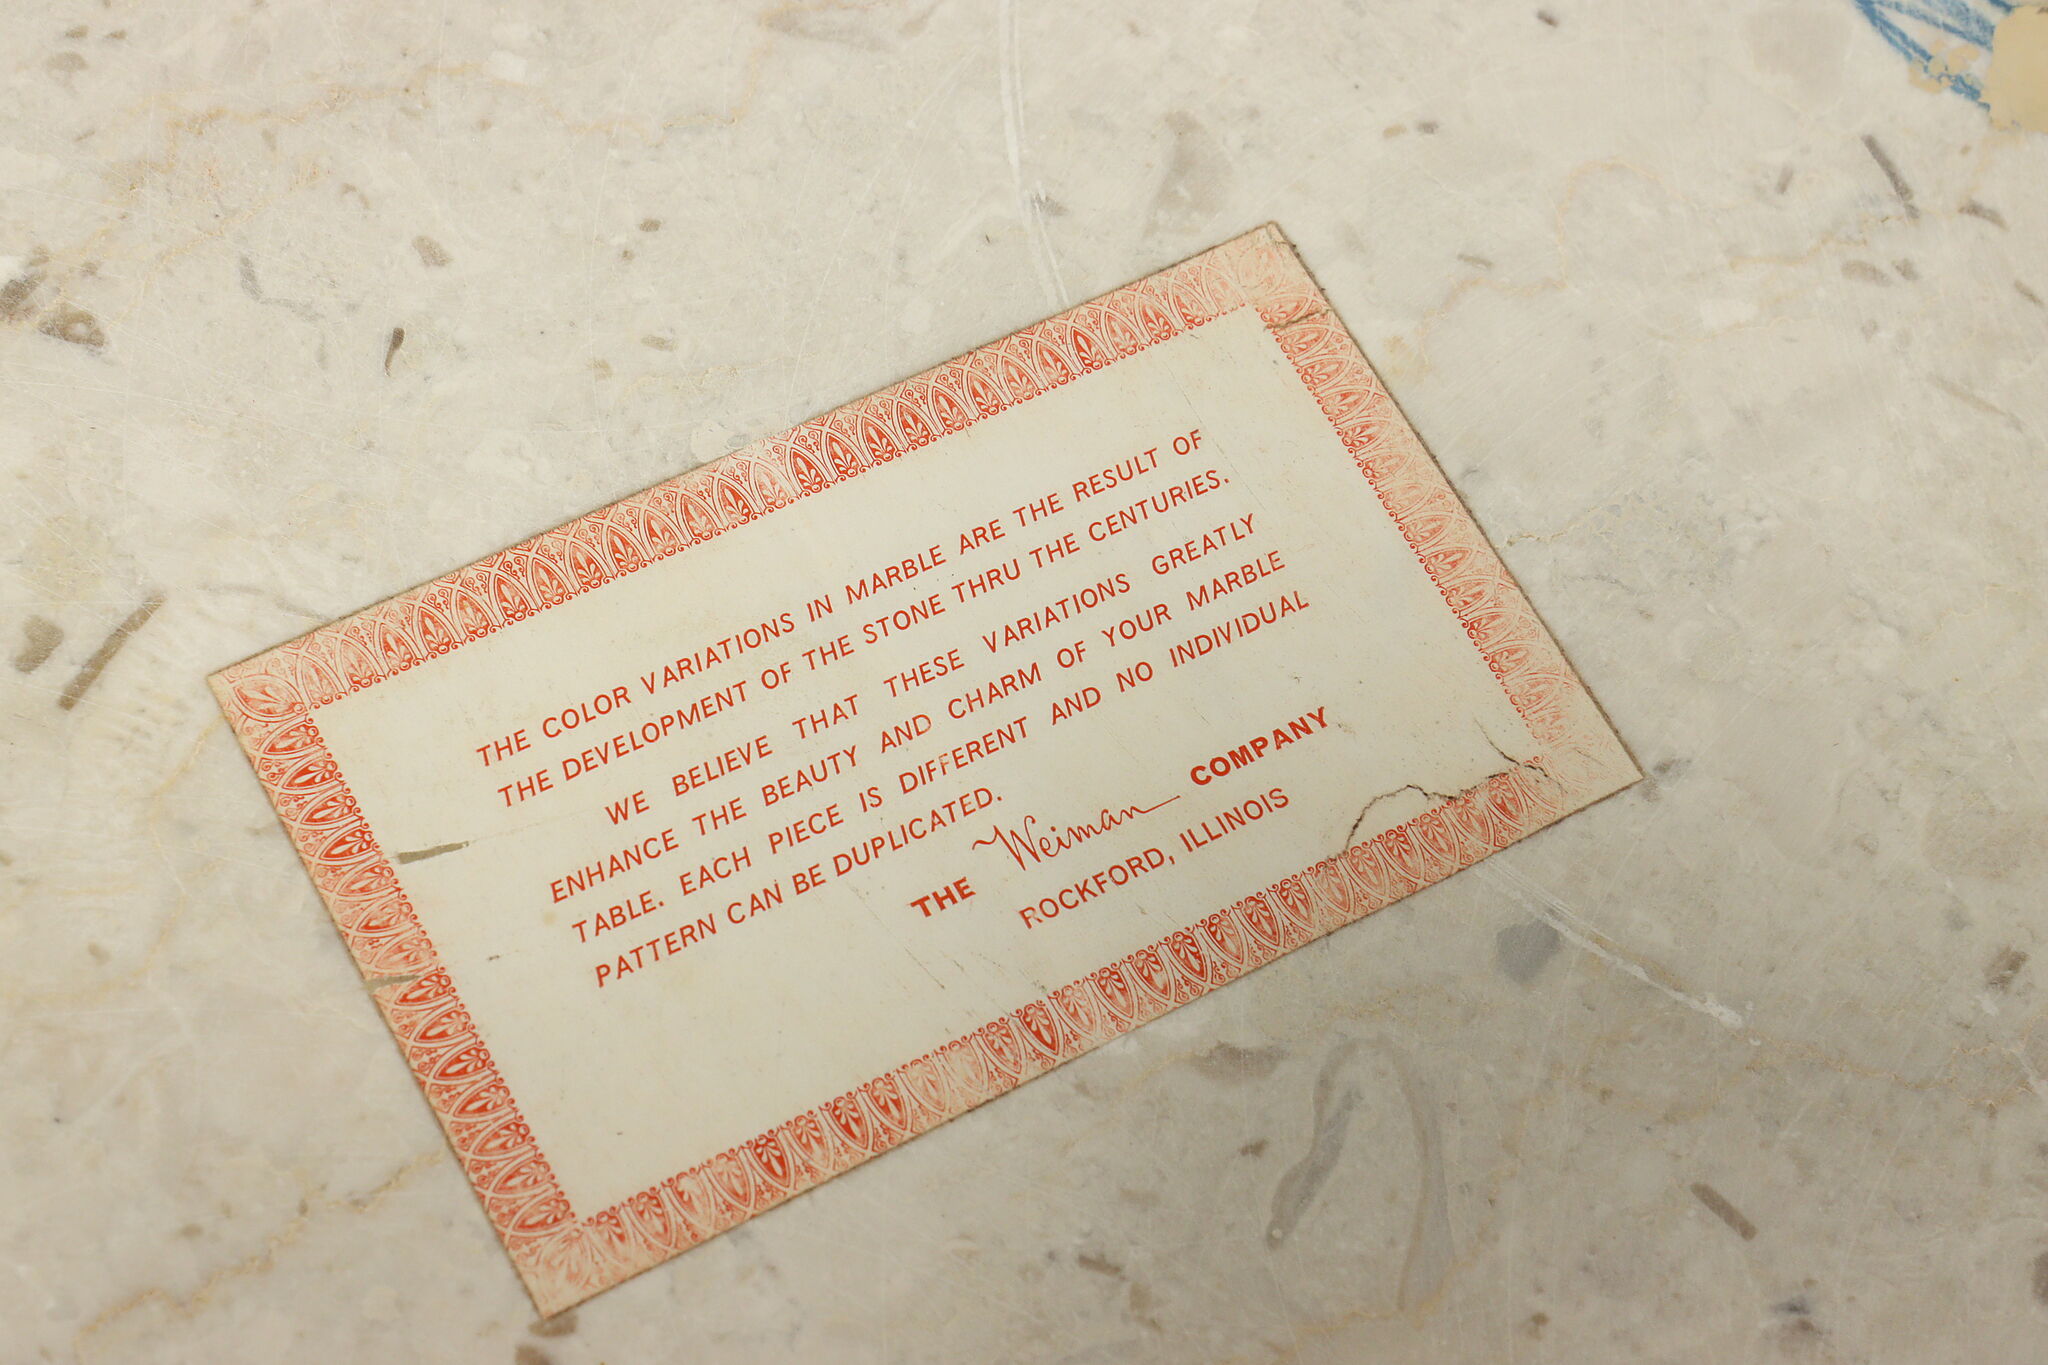 THE COLOR VARIATIONS IN MARBLE ARE THE RESULT OF
THE DEVELOPMENT OF THE STONE THRU THE CENTURIES.
WE BELIEVE THAT THESE VARIATIONS GREATLY
ENHANCE THE BEAUTY AND CHARM OF YOUR MARBLE
TABLE. EACH PIECE IS DIFFERENT AND NO INDIVIDUAL
PATTERN CAN BE DUPLICATED.
THE Weiman COMPANY
ROCKFORD, ILLINOIS